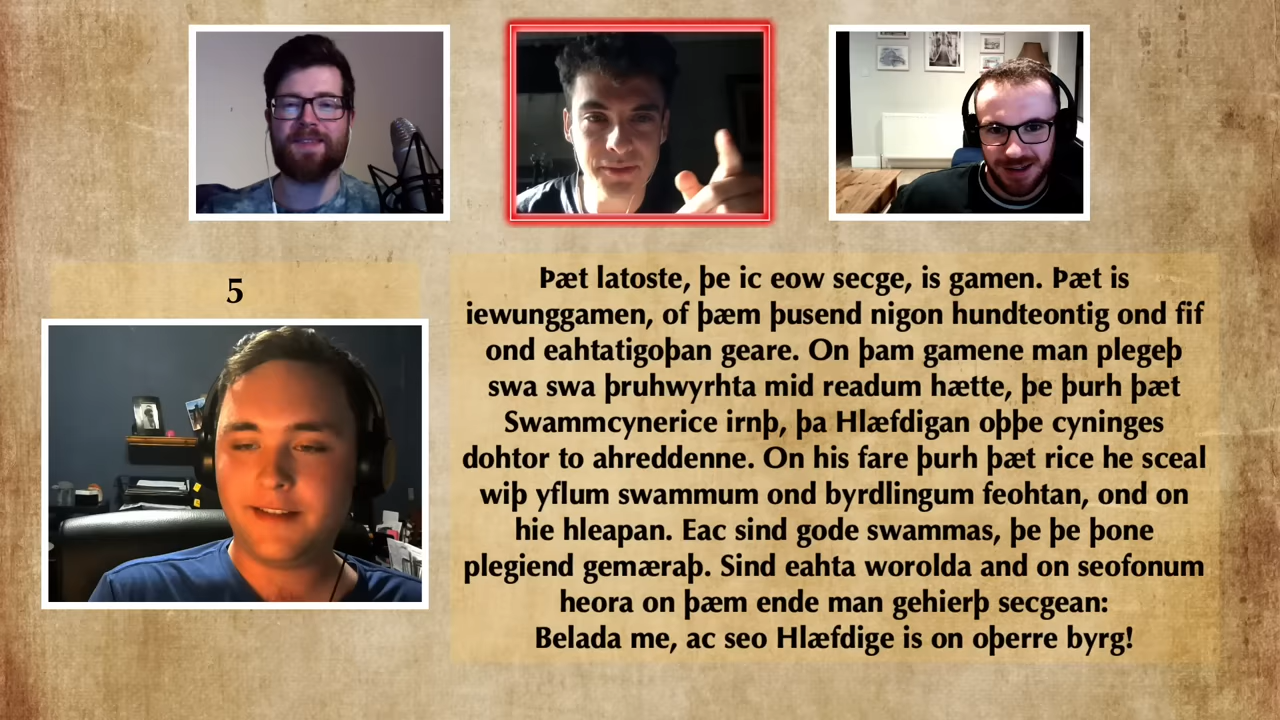 5
Þæt latoste, þe ic eow secge, is gamen. Þæt is
iewunggamen, of þæm þusend nigon hundteontig ond fif
ond eahtatigoþan geare. On þam gamene man plegeþ
swa swa þruhwyrhta mid readum hætte, þe þurh þæt
Swammcynerice irnþ, þa Hlæfdigan oþþe cyninges
dohtor to ahreddenne. On his fare þurh þæt rice he sceal
wiþ yflum swammum ond byrdlingum feohtan, ond on
hie hleapan. Eac sind gode swammas, þe þe þone
plegiend gemæraþ. Sind eahta worolda and on seofonum
heora on þæm ende man gehierþ secgean:
Belada me, ac seo Hlæfdige is on oþerre byrg!